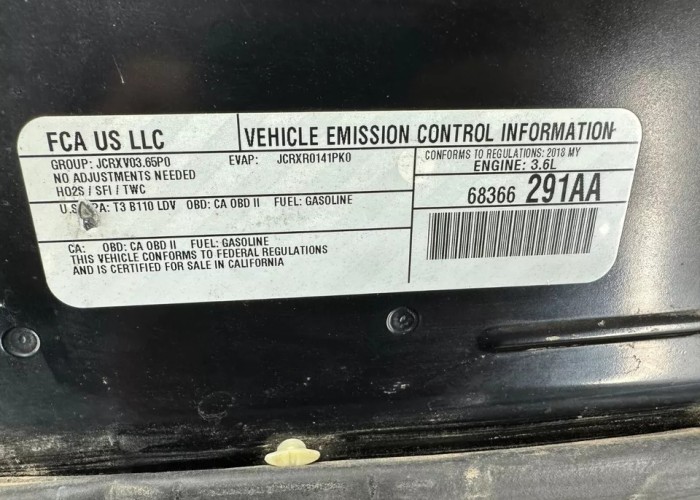 FCA US LLC
VEHICLE EMISSION CONTROL INFORMATION
GROUP: JCRXV03.65P0 EVAP: JCRXR0141PK0
NO ADJUSTMENTS NEEDED
HO2S / SFI / TWC
CONFORMS TO REGULATIONS: 2018 MY
ENGINE: 3.6L
68366 291AA
U.S. PA: T3 B110 LDV OBD: CA OBD II FUEL: GASOLINE
CA: OBD: CA OBD II FUEL: GASOLINE
THIS VEHICLE CONFORMS TO FEDERAL REGULATIONS
AND IS CERTIFIED FOR SALE IN CALIFORNIA